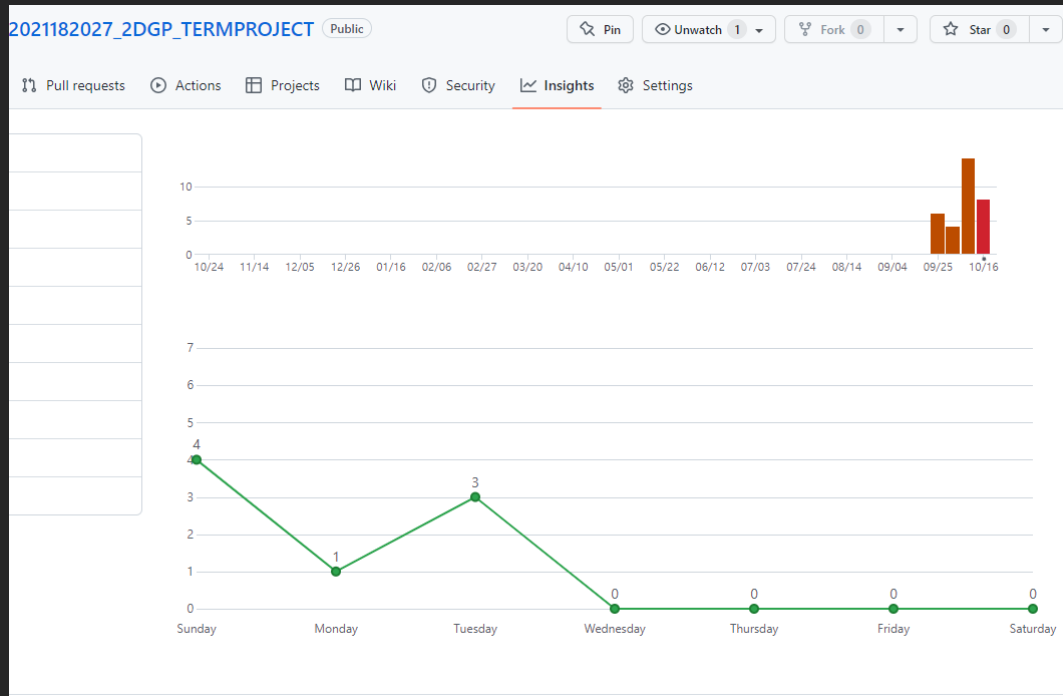 2021182027_2DGP_TERMPROJECT Public Pin Unwatch 1 Fork 0 Star 0
Pull requests Actions Projects Wiki Security Insights Settings
10
5
0
10/24 11/14 12/05 12/26 01/16 02/06 02/27 03/20 04/10 05/01 05/22 06/12 07/03 07/24 08/14 09/04 09/25 10/16
7
6
5
4
4
3
3
2
1
1
0 0 0 0
0
Sunday Monday Tuesday Wednesday Thursday Friday Saturday